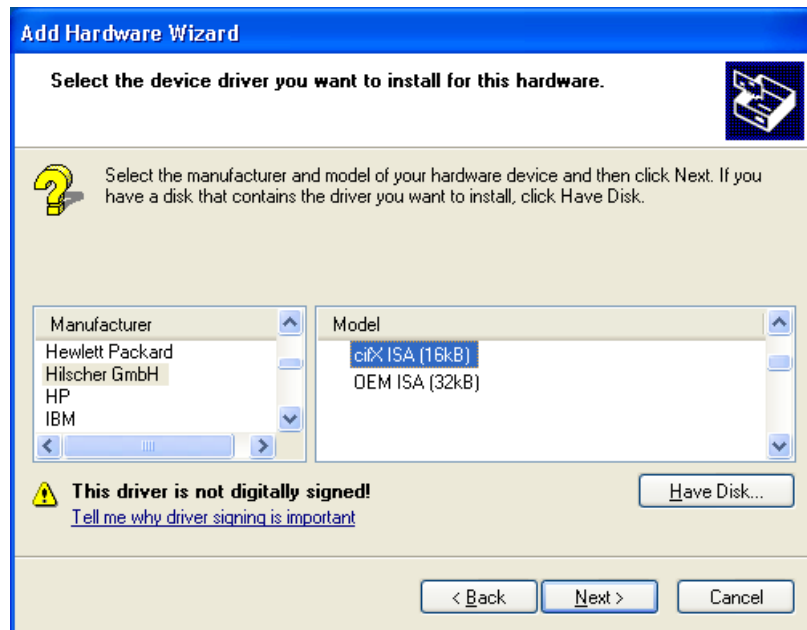 Add Hardware Wizard
Select the device driver you want to install for this hardware.
Select the manufacturer and model of your hardware device and then click Next. If you
have a disk that contains the driver you want to install, click Have Disk.
Manufacturer
Hewlett Packard
Hilscher GmbH
HP
IBM
Model
cifX ISA (16kB)
OEM ISA (32kB)
This driver is not digitally signed!
Tell me why driver signing is important
Have Disk...
< Back
Next >
Cancel